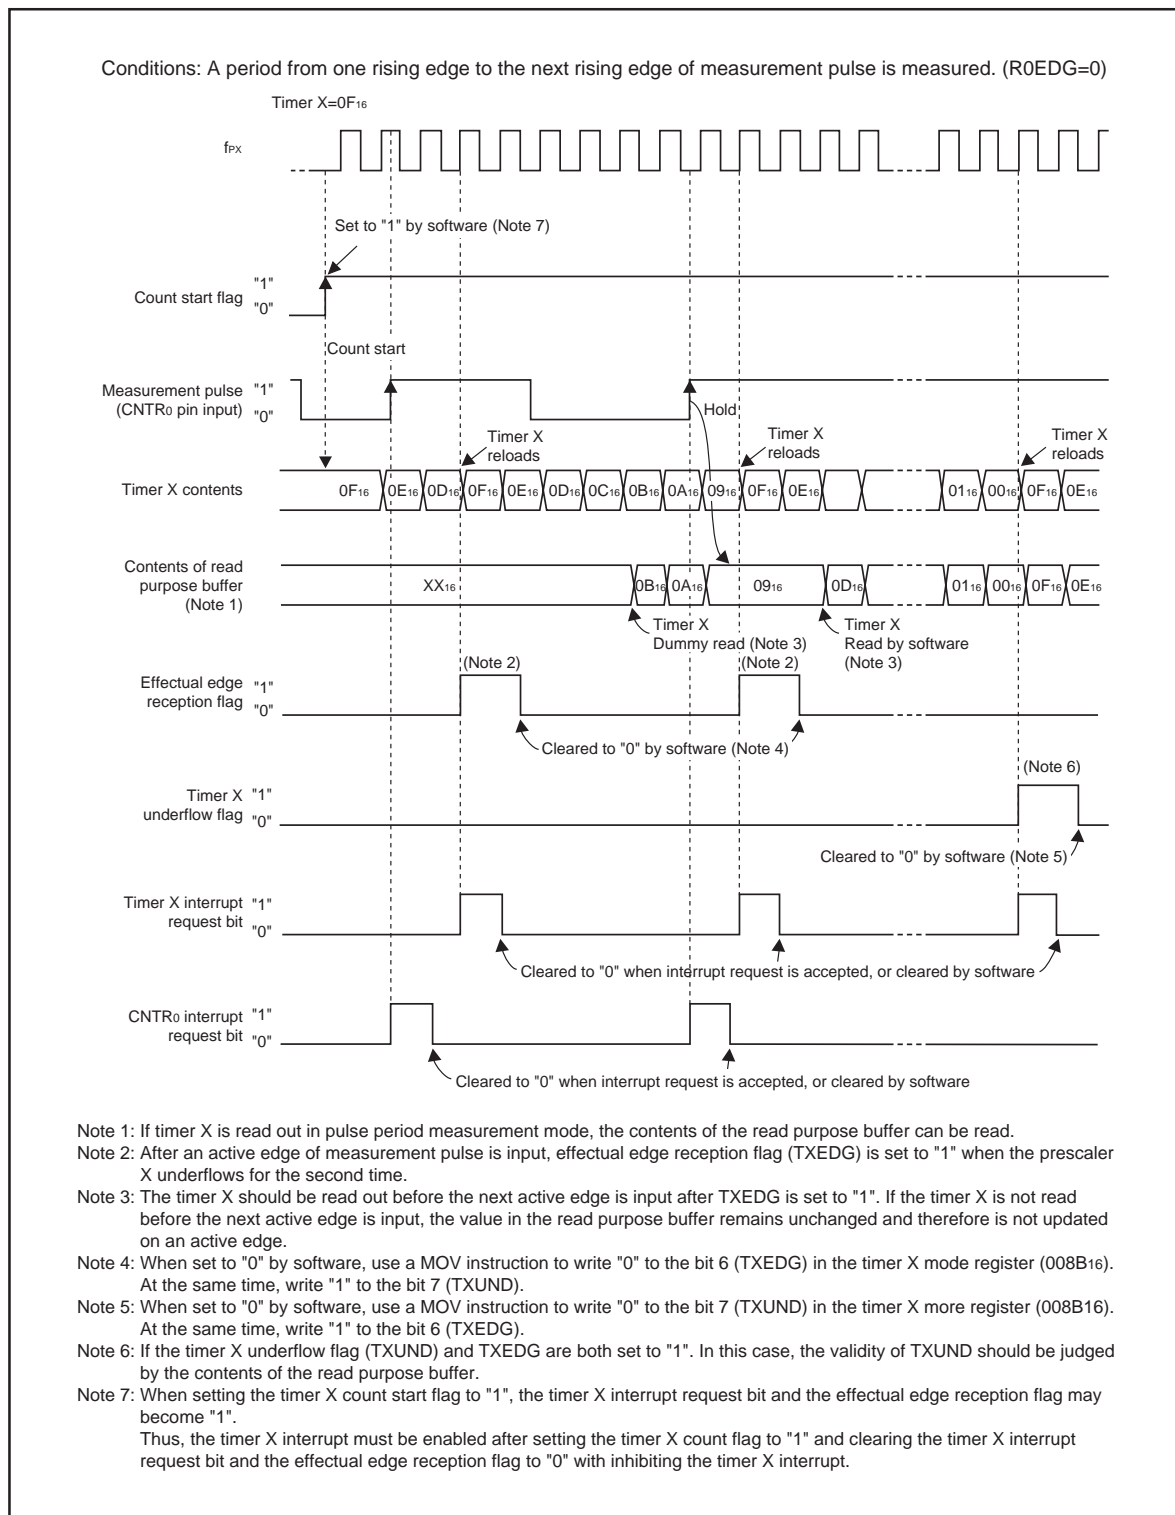 Conditions: A period from one rising edge to the next rising edge of measurement pulse is measured. (R0EDG=0)
Timer X=0F16
fPX
Set to "1" by software (Note 7)
Count start flag "1"
"0"
Count start
Measurement pulse "1"
(CNTR0 pin input) "0"
Hold
Timer X
reloads
Timer X
reloads
Timer X
reloads
Timer X contents 0F16 0E16 0D16 0F16 0E16 0D16 0C16 0B16 0A16 0916 0F16 0E16 0116 0016 0F16 0E16
Contents of read
purpose buffer
(Note 1)
XX16 0B16 0A16 0916 0D16 0116 0016 0F16 0E16
Timer X
Dummy read (Note 3)
Timer X
Read by software
(Note 3)
(Note 2) (Note 2)
Effectual edge "1"
reception flag "0"
Cleared to "0" by software (Note 4)
(Note 6)
Timer X "1"
underflow flag "0"
Cleared to "0" by software (Note 5)
Timer X interrupt "1"
request bit "0"
Cleared to "0" when interrupt request is accepted, or cleared by software
CNTR0 interrupt "1"
request bit "0"
Cleared to "0" when interrupt request is accepted, or cleared by software
Note 1: If timer X is read out in pulse period measurement mode, the contents of the read purpose buffer can be read.
Note 2: After an active edge of measurement pulse is input, effectual edge reception flag (TXEDG) is set to "1" when the prescaler
X underflows for the second time.
Note 3: The timer X should be read out before the next active edge is input after TXEDG is set to "1". If the timer X is not read
before the next active edge is input, the value in the read purpose buffer remains unchanged and therefore is not updated
on an active edge.
Note 4: When set to "0" by software, use a MOV instruction to write "0" to the bit 6 (TXEDG) in the timer X mode register (008B16).
At the same time, write "1" to the bit 7 (TXUND).
Note 5: When set to "0" by software, use a MOV instruction to write "0" to the bit 7 (TXUND) in the timer X more register (008B16).
At the same time, write "1" to the bit 6 (TXEDG).
Note 6: If the timer X underflow flag (TXUND) and TXEDG are both set to "1". In this case, the validity of TXUND should be judged
by the contents of the read purpose buffer.
Note 7: When setting the timer X count start flag to "1", the timer X interrupt request bit and the effectual edge reception flag may
become "1".
Thus, the timer X interrupt must be enabled after setting the timer X count flag to "1" and clearing the timer X interrupt
request bit and the effectual edge reception flag to "0" with inhibiting the timer X interrupt.